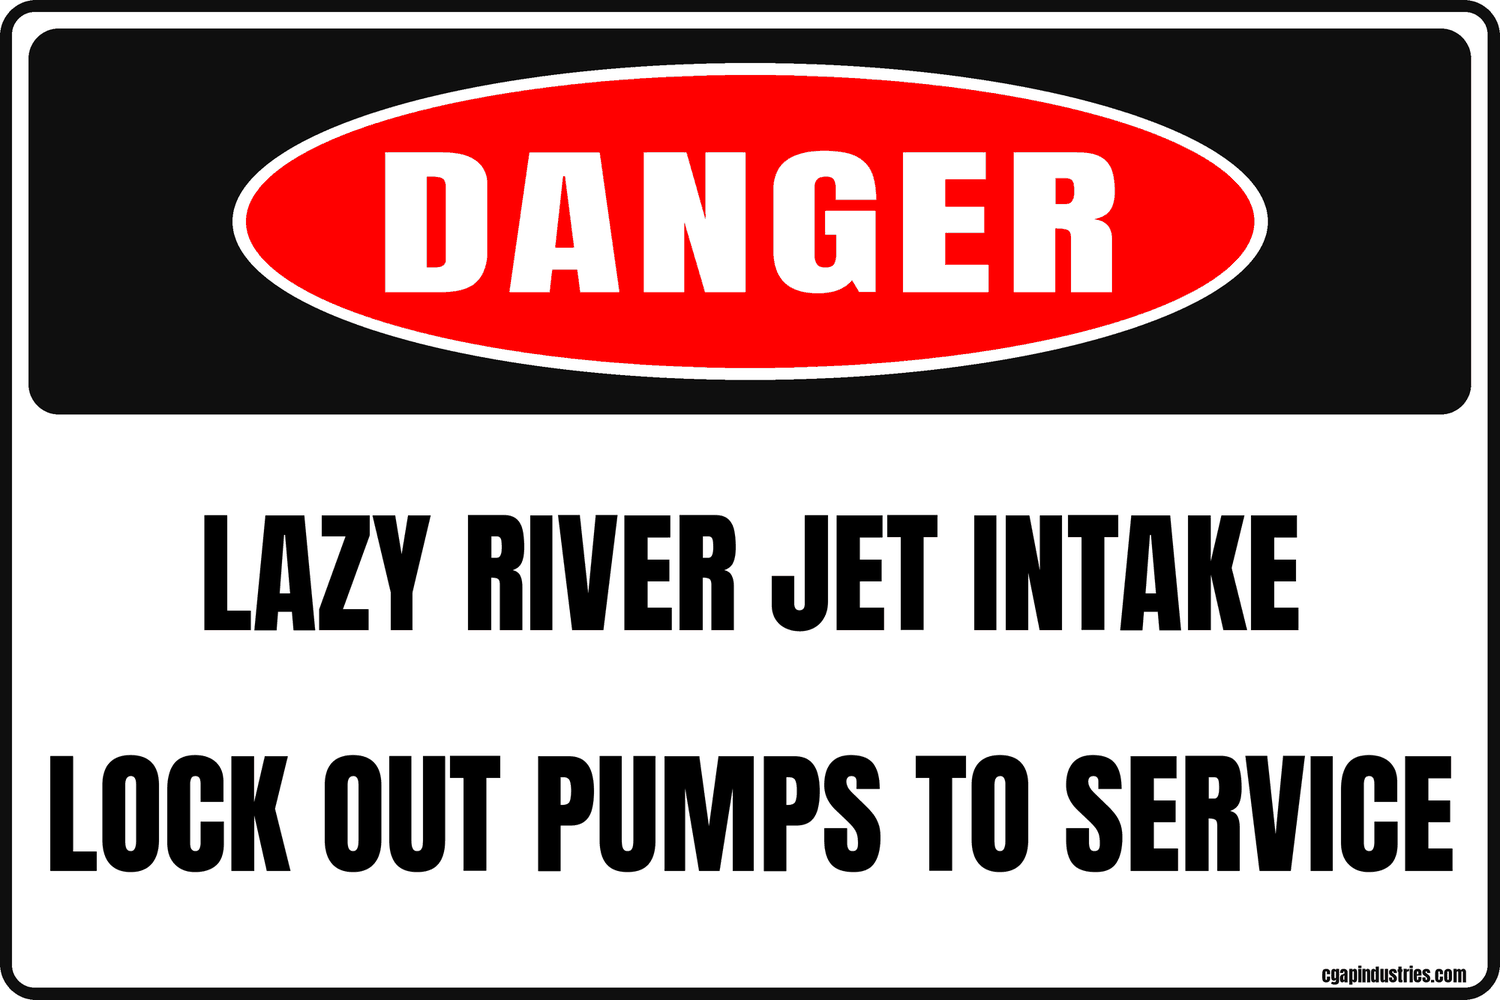 DANGER
LAZY RIVER JET INTAKE
LOCK OUT PUMPS TO SERVICE
cgapindustries.com